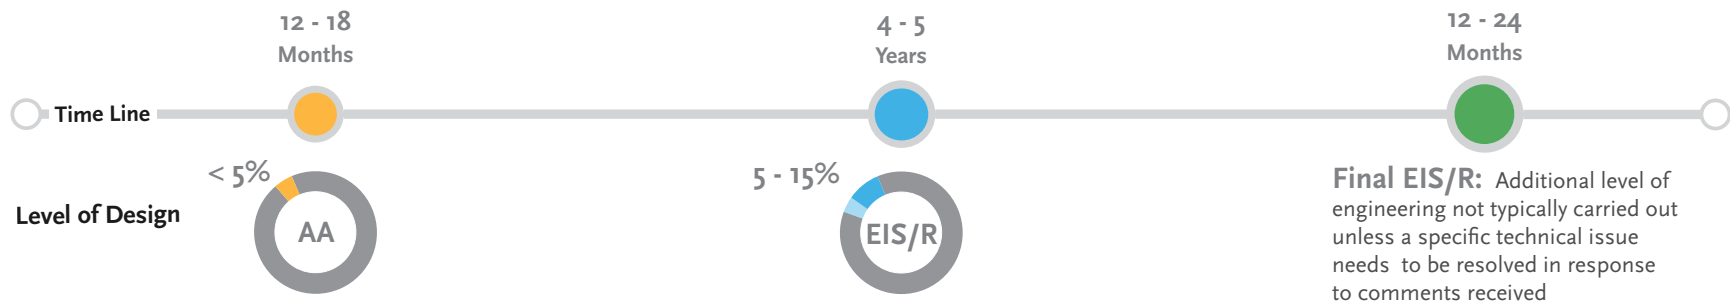 12 - 18
Months
4 - 5
Years
12 - 24
Months
Time Line
< 5%
5 - 15%
Level of Design
AA
EIS/R
Final EIS/R: Additional level of
engineering not typically carried out
unless a specific technical issue
needs to be resolved in response
to comments received